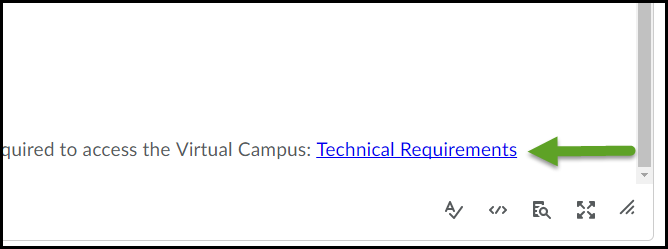 quired to access the Virtual Campus: Technical Requirements